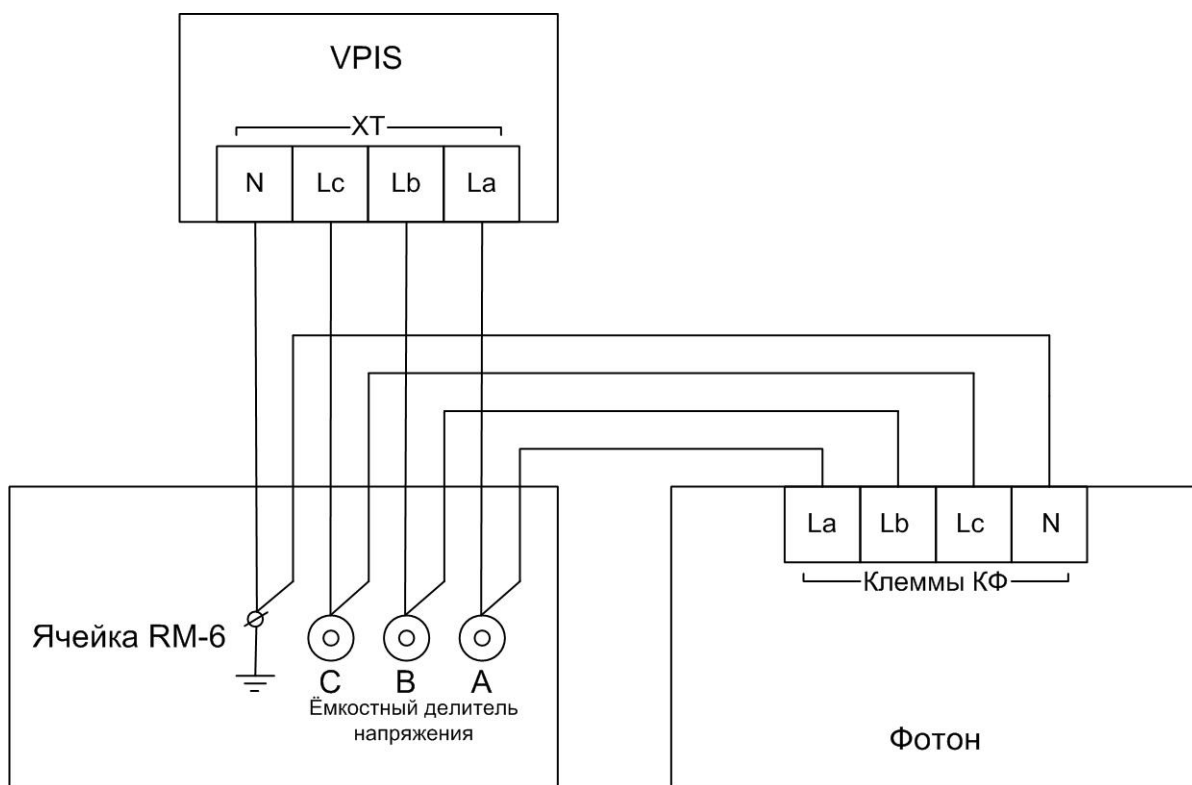 VPIS
XT
N Lc Lb La
La Lb Lc N
Клеммы КФ
Ячейка RM-6
C B A
Ёмкостный делитель
напряжения
Фотон